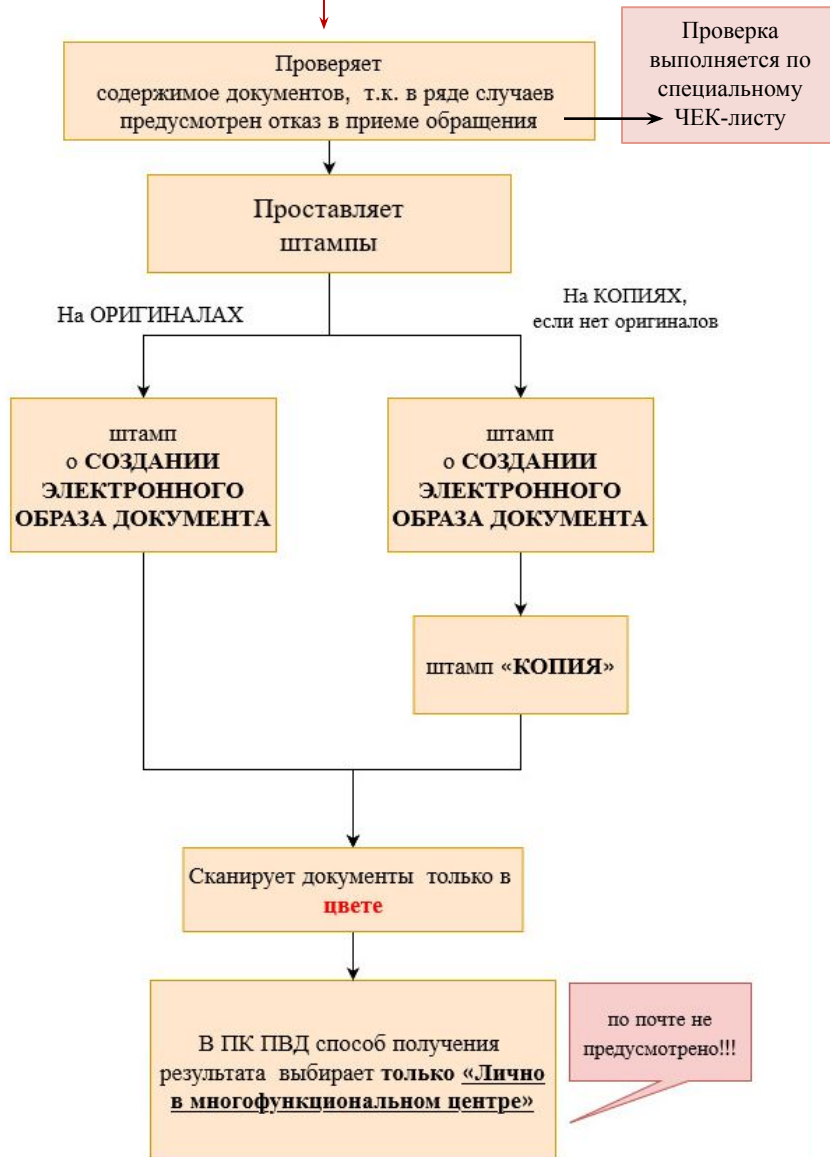 Проверяет
содержимое документов, т.к. в ряде случаев
предусмотрен отказ в приеме обращения
Проверка
выполняется по
специальному
ЧЕК-листу
Проставляет
штампы
На ОРИГИНАЛАХ
На КОПИЯХ,
если нет оригиналов
штамп
о СОЗДАНИИ
ЭЛЕКТРОННОГО
ОБРАЗА ДОКУМЕНТА
штамп
о СОЗДАНИИ
ЭЛЕКТРОННОГО
ОБРАЗА ДОКУМЕНТА
штамп «КОПИЯ»
Сканирует документы только в
цвете
В ПК ПВД способ получения
результата выбирает только «Лично
в многофункциональном центре»
по почте не
предусмотрено!!!